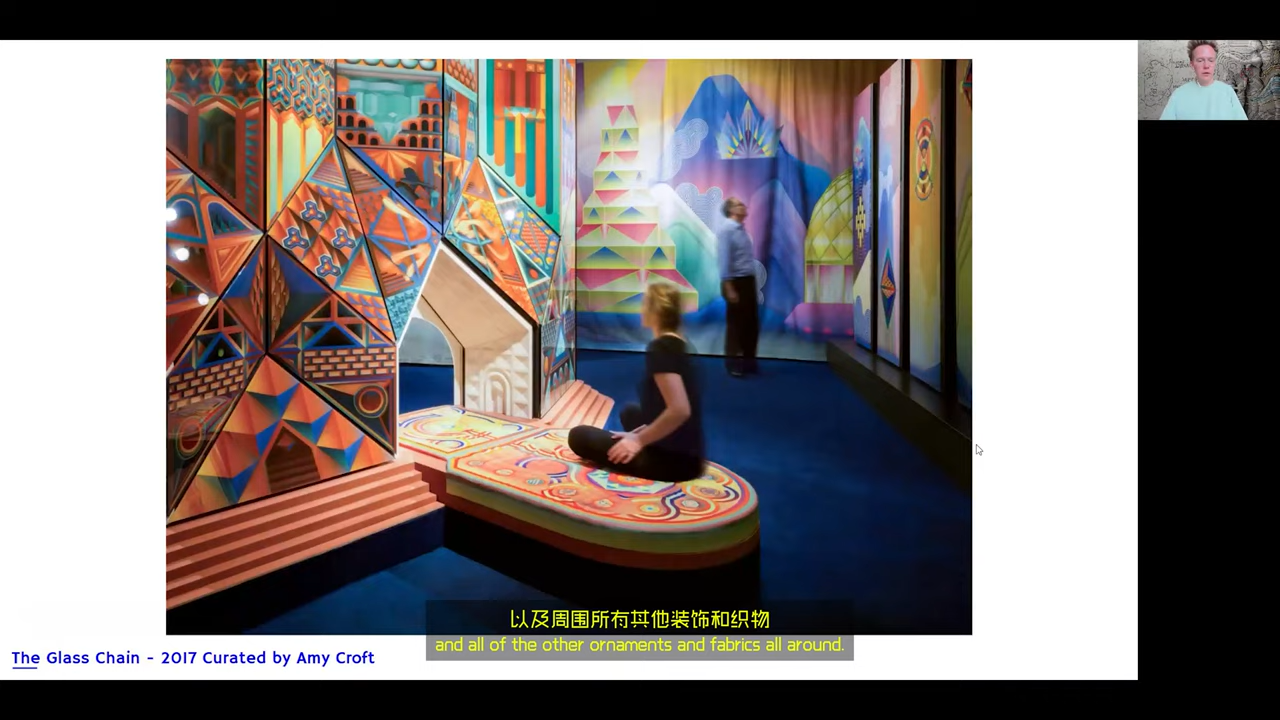 以及周围所有其他装饰和织物
and all of the other ornaments and fabrics all around.
The Glass Chain - 2017 Curated by Amy Croft